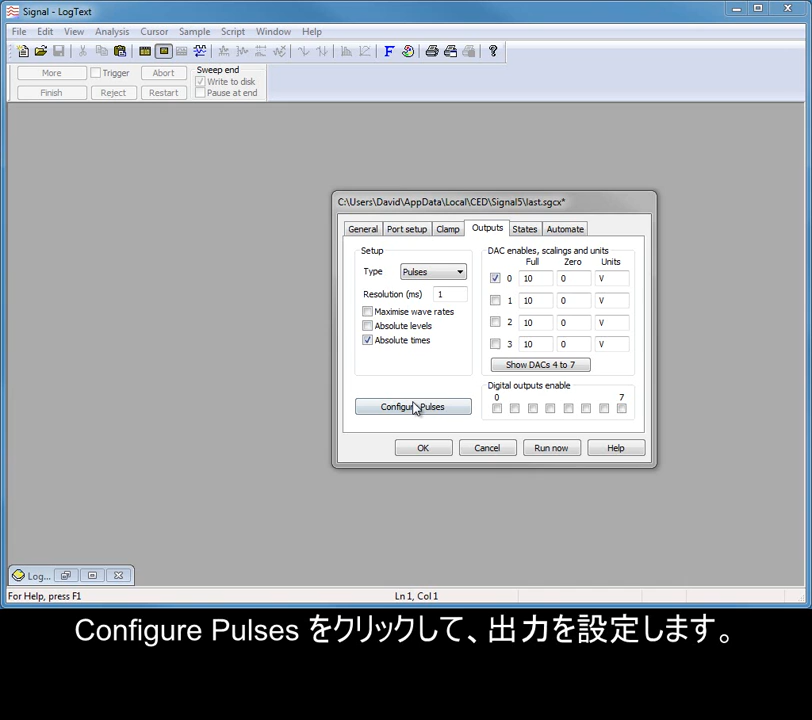 Signal - LogText
File Edit View Analysis Cursor Sample Script Window Help
More Trigger Abort Sweep end
Write to disk
Finish Reject Restart Pause at end
C:\Users\David\AppData\Local\CED\Signal5\last.sgcx*
General Port setup Clamp Outputs States Automate
Setup
Type Pulses
Resolution (ms) 1
Maximise wave rates
Absolute levels
Absolute times
Configure Pulses
DAC enables, scalings and units
Full Zero Units
0 10 0 V
1 10 0 V
2 10 0 V
3 10 0 V
Show DACs 4 to 7
Digital outputs enable
0 7
OK Cancel Run now Help
Log...
For Help, press F1 Ln 1, Col 1
Configure Pulses をクリックして、出力を設定します。